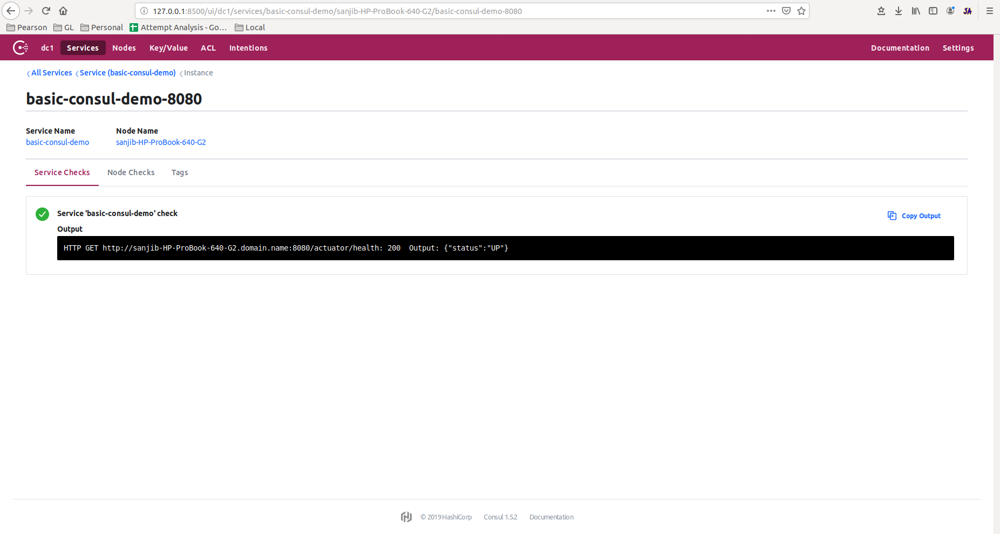 127.0.0.1:8500/ui/dc1/services/basic-consul-demo/sanjib-HP-ProBook-640-G2/basic-consul-demo-8080
JA
Pearson GL Personal Attempt Analysis - Go... Local
dc1 Services Nodes Key/Value ACL Intentions Documentation Settings
All Services Service (basic-consul-demo) Instance
basic-consul-demo-8080
Service Name Node Name
basic-consul-demo sanjib-HP-ProBook-640-G2
Service Checks Node Checks Tags
Service 'basic-consul-demo' check
Copy Output
Output
HTTP GET http://sanjib-HP-ProBook-640-G2.domain.name:8080/actuator/health: 200  Output: {"status":"UP"}
© 2019 HashiCorp Consul 1.5.2 Documentation